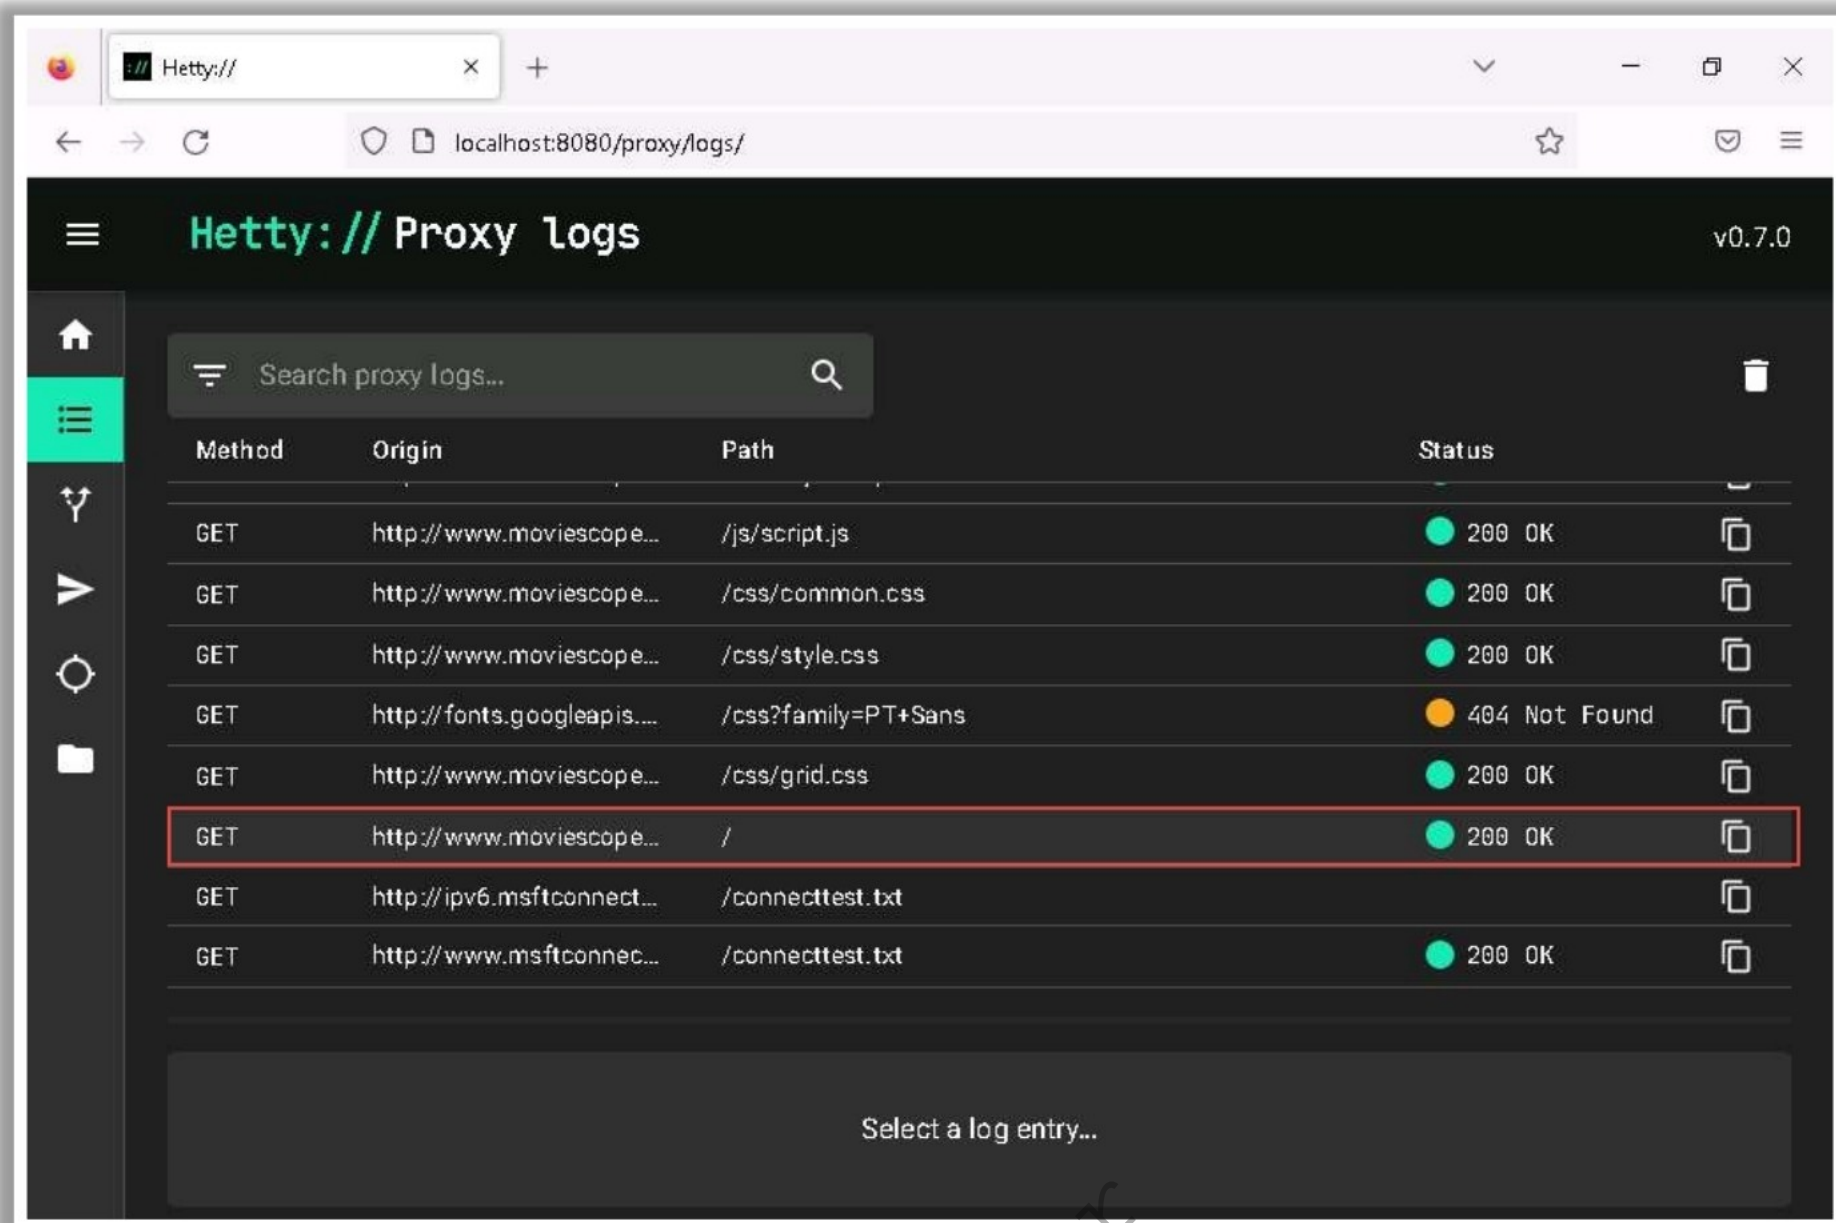 Hetty://
localhost:8080/proxy/logs/
Hetty:// Proxy logs
v0.7.0
Search proxy logs...
Method Origin Path Status
GET http://www.moviescope... /js/script.js 200 OK
GET http://www.moviescope... /css/common.css 200 OK
GET http://www.moviescope... /css/style.css 200 OK
GET http://fonts.googleapis.... /css?family=PT+Sans 404 Not Found
GET http://www.moviescope... /css/grid.css 200 OK
GET http://www.moviescope... / 200 OK
GET http://ipv6.msftconnect... /connecttest.txt
GET http://www.msftconnec... /connecttest.txt 200 OK
Select a log entry...